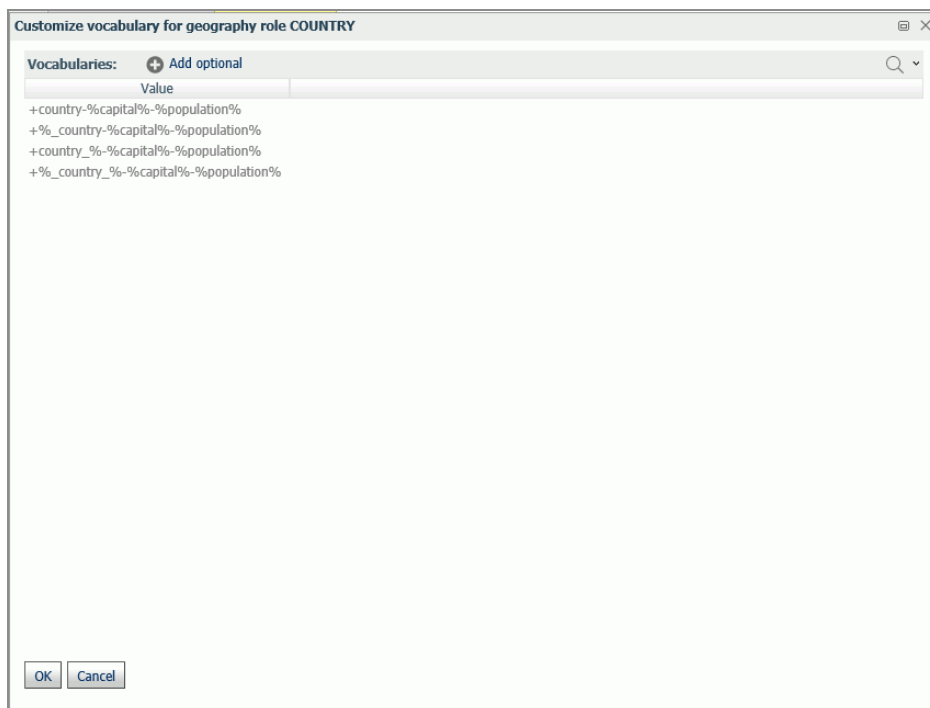 Customize vocabulary for geography role COUNTRY
Vocabularies: Add optional
Value
+country-%capital%-%population%
+%_country-%capital%-%population%
+country_%-%capital%-%population%
+%_country_%-%capital%-%population%
OK Cancel